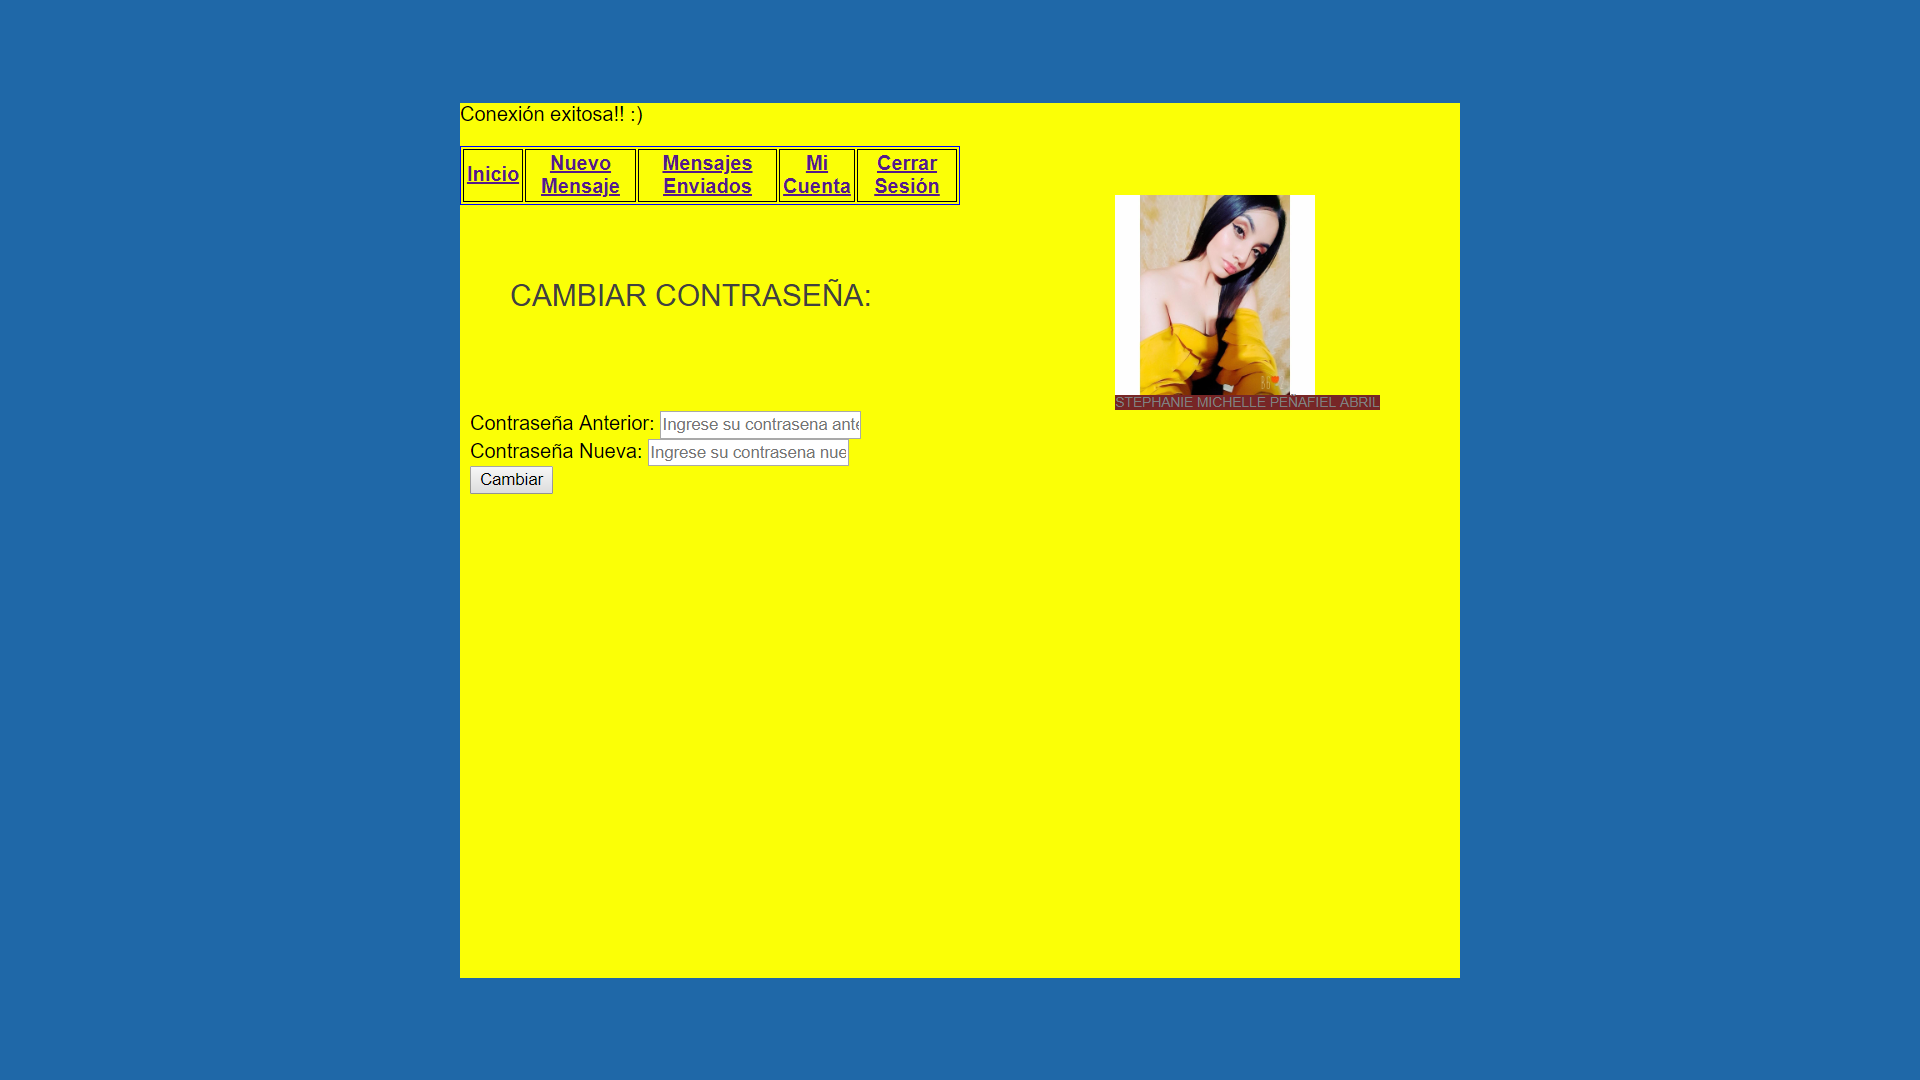 Conexión exitosa!! :)
Inicio
Nuevo
Mensaje
Mensajes
Enviados
Mi
Cuenta
Cerrar
Sesión
CAMBIAR CONTRASEÑA:
STEPHANIE MICHELLE PEÑAFIEL ABRIL
Contraseña Anterior: Ingrese su contrasena ante
Contraseña Nueva: Ingrese su contrasena nue
Cambiar